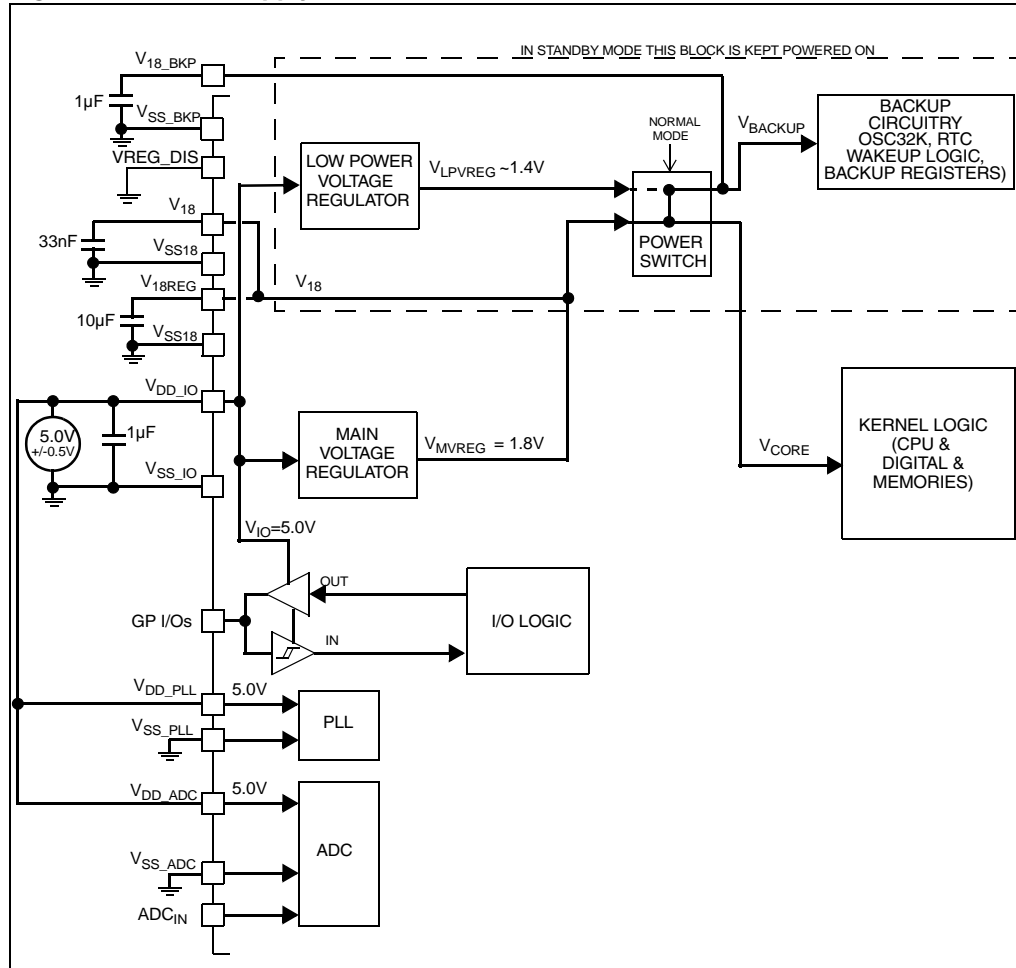 IN STANDBY MODE THIS BLOCK IS KEPT POWERED ON
V18_BKP
1µF
VSS_BKP
VREG_DIS
V18
33nF
VSS18
V18REG
10µF
VSS18
V18
LOW POWER
VOLTAGE
REGULATOR
VLPVREG ~1.4V
NORMAL
MODE
POWER
SWITCH
VBACKUP
BACKUP
CIRCUITRY
OSC32K, RTC
WAKEUP LOGIC,
BACKUP REGISTERS)
VDD_IO
5.0V
+/-0.5V
1µF
VSS_IO
MAIN
VOLTAGE
REGULATOR
VMVREG = 1.8V
VCORE
KERNEL LOGIC
(CPU &
DIGITAL &
MEMORIES)
VIO=5.0V
OUT
GP I/Os
IN
I/O LOGIC
VDD_PLL
5.0V
VSS_PLL
PLL
VDD_ADC
5.0V
VSS_ADC
ADCIN
ADC